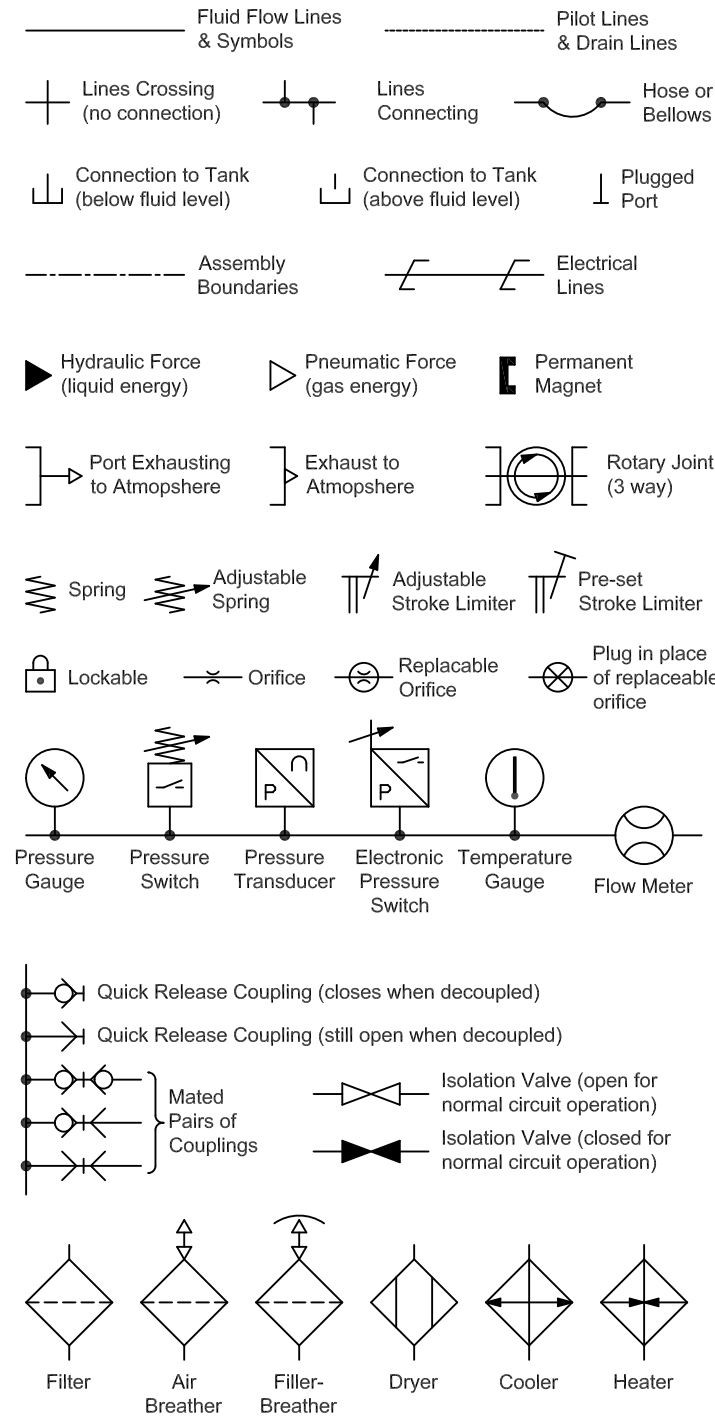 Fluid Flow Lines
& Symbols
Pilot Lines
& Drain Lines
Lines Crossing
(no connection)
Lines
Connecting
Hose or
Bellows
Connection to Tank
(below fluid level)
Connection to Tank
(above fluid level)
Plugged
Port
Assembly
Boundaries
Electrical
Lines
Hydraulic Force
(liquid energy)
Pneumatic Force
(gas energy)
Permanent
Magnet
Port Exhausting
to Atmopshere
Exhaust to
Atmopshere
Rotary Joint
(3 way)
Spring
Adjustable
Spring
Adjustable
Stroke Limiter
Pre-set
Stroke Limiter
Lockable
Orifice
Replacable
Orifice
Plug in place
of replaceable
orifice
P
P
Pressure
Gauge
Pressure
Switch
Pressure
Transducer
Electronic
Pressure
Switch
Temperature
Gauge
Flow Meter
Quick Release Coupling (closes when decoupled)
Quick Release Coupling (still open when decoupled)
Mated
Pairs of
Couplings
Isolation Valve (open for
normal circuit operation)
Isolation Valve (closed for
normal circuit operation)
Filter
Air
Breather
Filler-
Breather
Dryer
Cooler
Heater